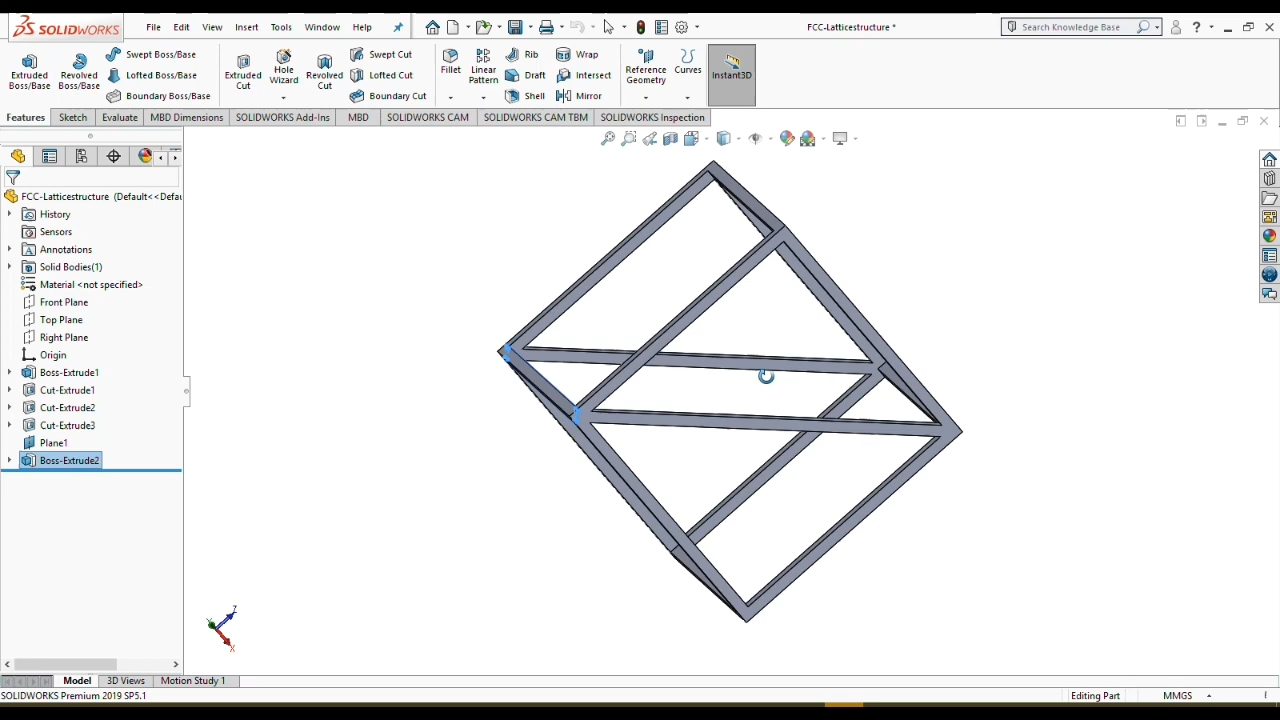 SOLIDWORKS File Edit View Insert Tools Window Help FCC-Latticestructure * Search Knowledge Base ?
Extruded Boss/Base
Revolved Boss/Base
Swept Boss/Base
Lofted Boss/Base
Boundary Boss/Base
Extruded Cut
Hole Wizard
Revolved Cut
Swept Cut
Lofted Cut
Boundary Cut
Fillet
Linear Pattern
Rib
Draft
Shell
Wrap
Intersect
Mirror
Reference Geometry
Curves
Instant3D
Features Sketch Evaluate MBD Dimensions SOLIDWORKS Add-Ins MBD SOLIDWORKS CAM SOLIDWORKS CAM TBM SOLIDWORKS Inspection
FCC-Latticestructure (Default<<Defau
History
Sensors
Annotations
Solid Bodies(1)
Material <not specified>
Front Plane
Top Plane
Right Plane
Origin
Boss-Extrude1
Cut-Extrude1
Cut-Extrude2
Cut-Extrude3
Plane1
Boss-Extrude2
Z
Y
X
Model 3D Views Motion Study 1
SOLIDWORKS Premium 2019 SP5.1 Editing Part MMGS